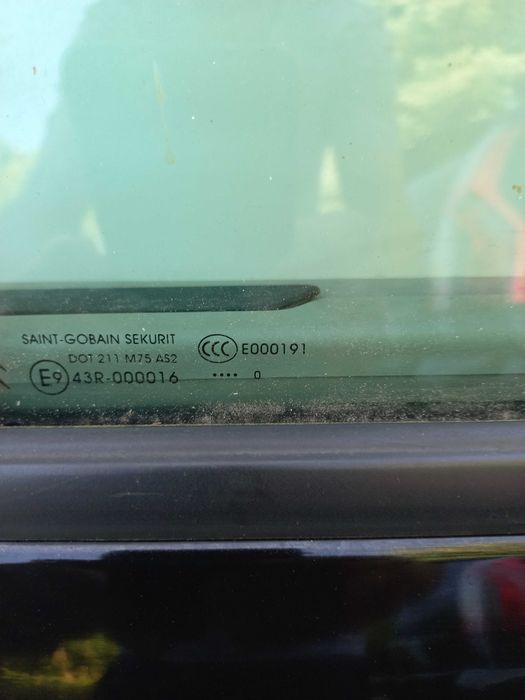 SAINT-GOBAIN SEKURIT
DOT 211 M75 AS2
E9 43R-000016
CCC E000191
.... 0